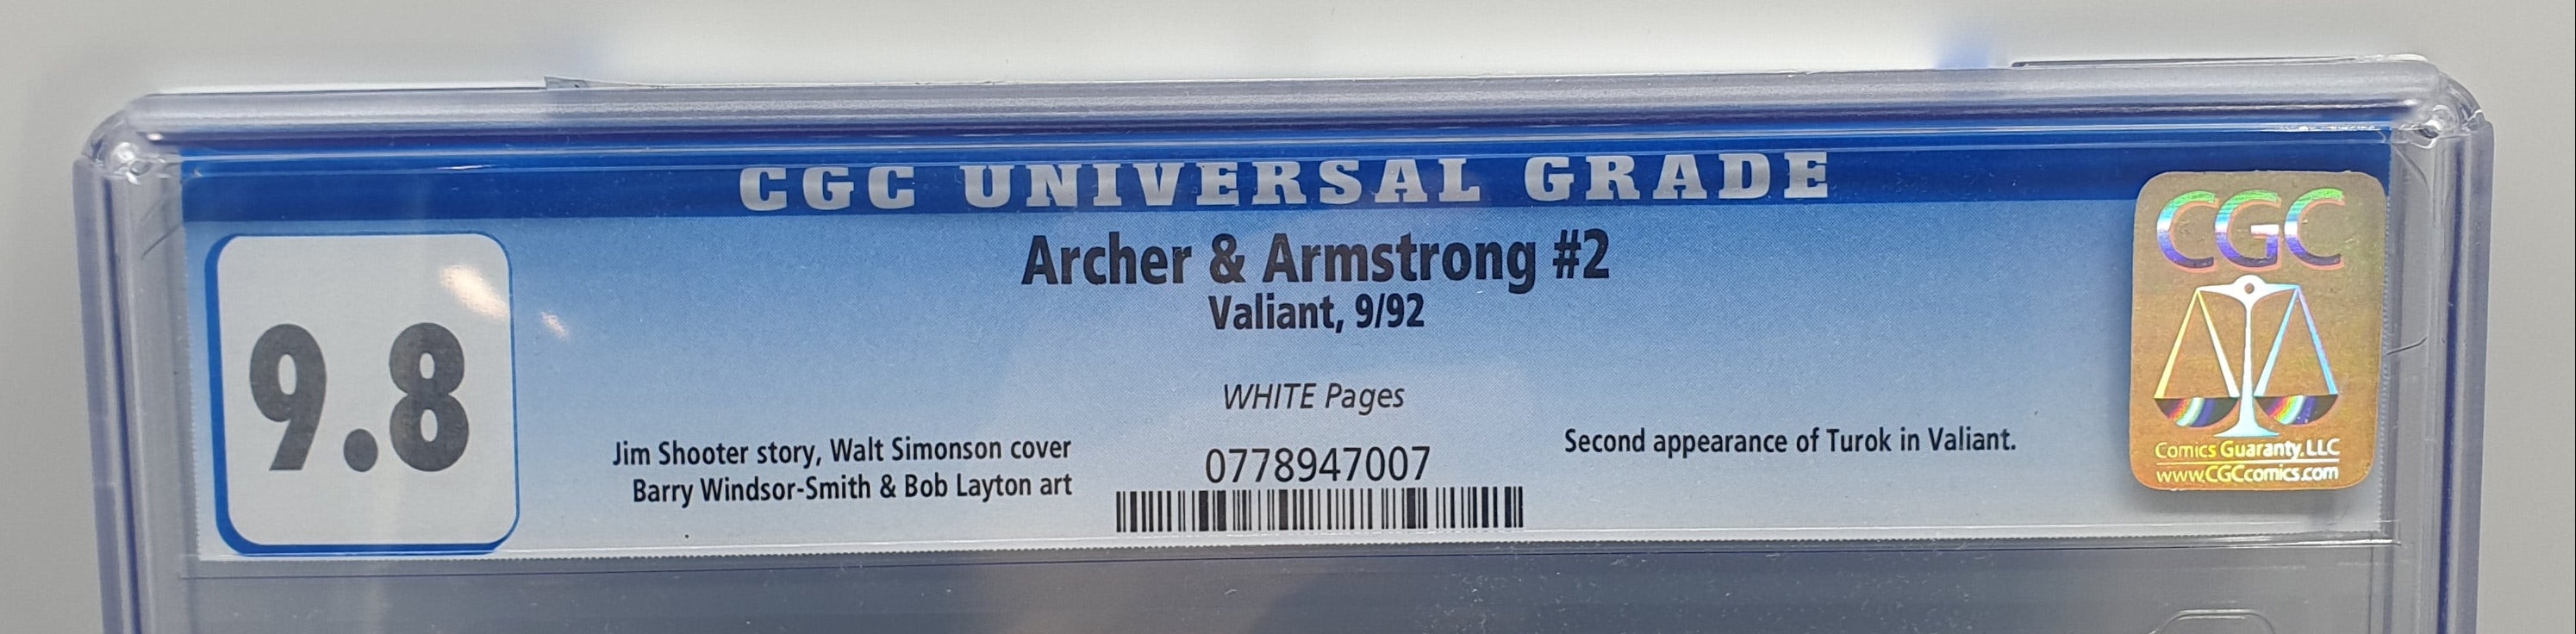 CGC UNIVERSAL GRADE
9.8
Archer & Armstrong #2
Valiant, 9/92
WHITE Pages
Jim Shooter story, Walt Simonson cover
Barry Windsor-Smith & Bob Layton art
0778947007
Second appearance of Turok in Valiant.
CGC
Comics Guaranty, LLC
www.CGCcomics.com